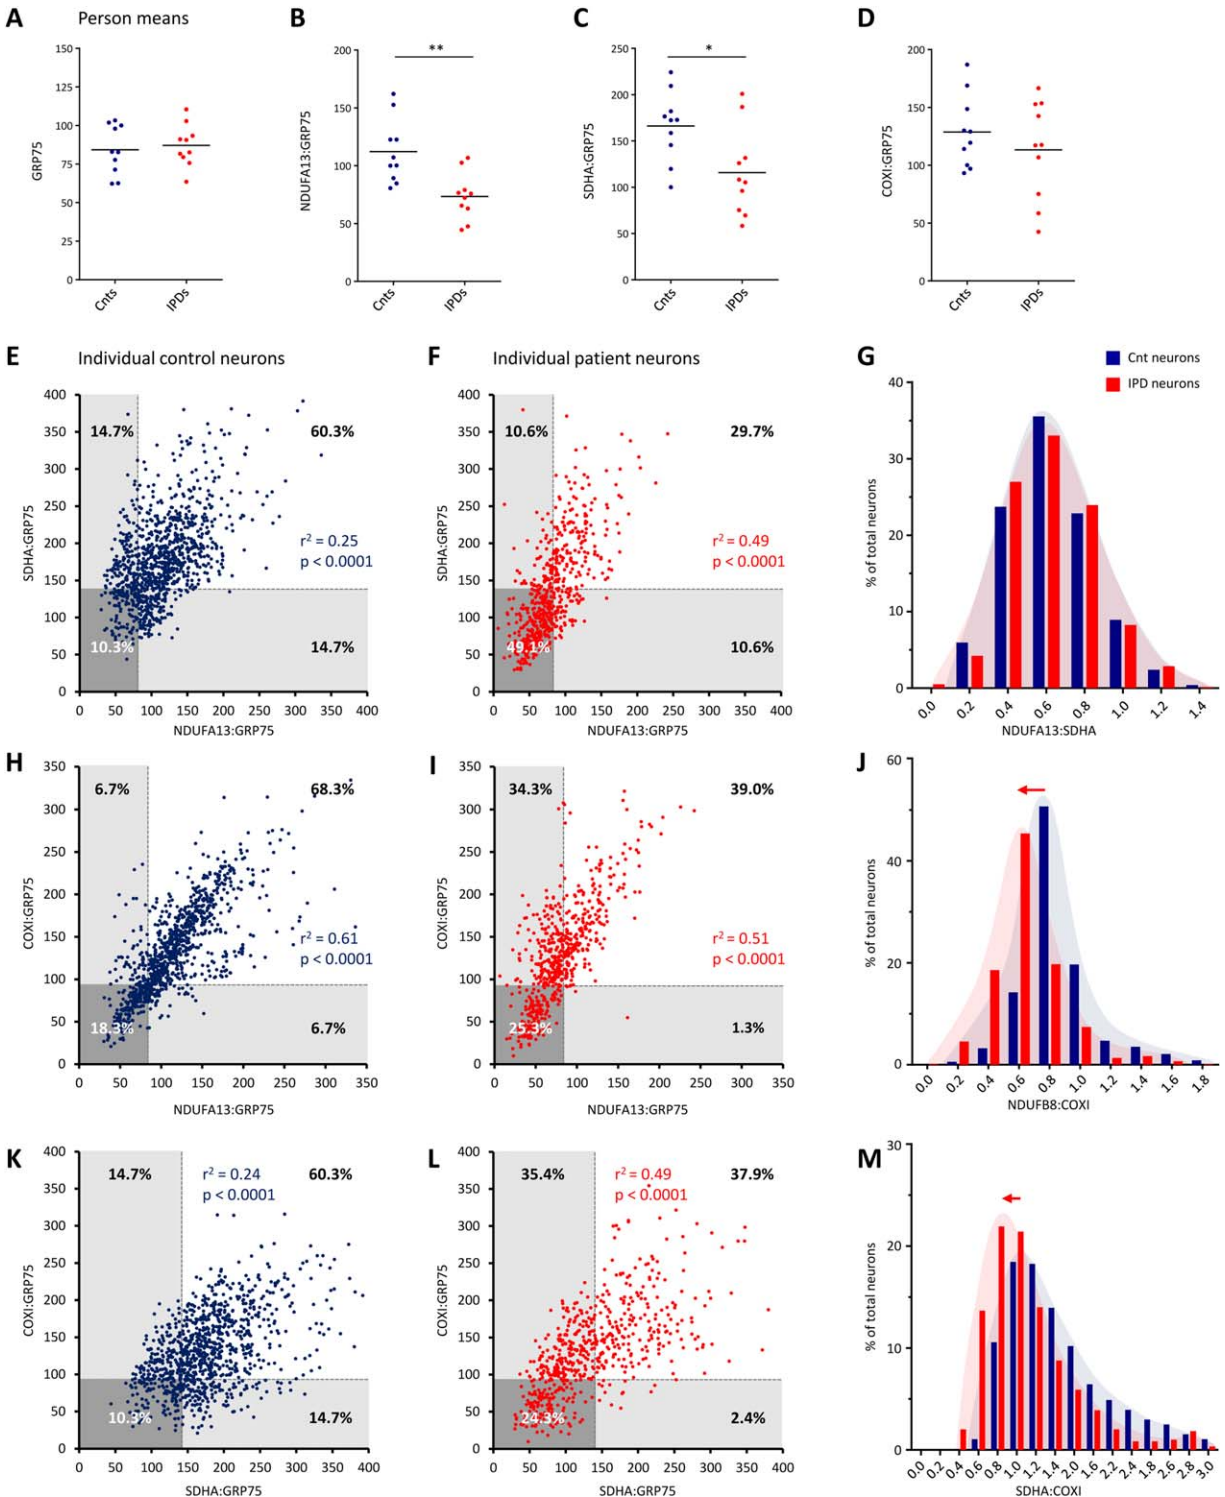 A Person means
B
C
D
GRP75
150
125
100
75
50
25
0
Cnts
IPDs
NDUFA13:GRP75
200
150
100
50
0
**
Cnts
IPDs
SDHA:GRP75
250
200
150
100
50
0
*
Cnts
IPDs
COXI:GRP75
200
150
100
50
0
Cnts
IPDs
E Individual control neurons
SDHA:GRP75
400
350
300
250
200
150
100
50
0
14.7%
60.3%
r² = 0.25
p < 0.0001
10.3%
14.7%
0 50 100 150 200 250 300 350 400
NDUFA13:GRP75
F Individual patient neurons
SDHA:GRP75
400
350
300
250
200
150
100
50
0
10.6%
29.7%
r² = 0.49
p < 0.0001
49.1%
10.6%
0 50 100 150 200 250 300 350 400
NDUFA13:GRP75
G
Cnt neurons
IPD neurons
% of total neurons
40
30
20
10
0
0.0 0.2 0.4 0.6 0.8 1.0 1.2 1.4
NDUFA13:SDHA
H
COXI:GRP75
350
300
250
200
150
100
50
0
6.7%
68.3%
r² = 0.61
p < 0.0001
18.3%
6.7%
0 50 100 150 200 250 300 350
NDUFA13:GRP75
I
COXI:GRP75
350
300
250
200
150
100
50
0
34.3%
39.0%
r² = 0.51
p < 0.0001
25.3%
1.3%
0 50 100 150 200 250 300 350
NDUFA13:GRP75
J
% of total neurons
60
40
20
0
0.0 0.2 0.4 0.6 0.8 1.0 1.2 1.4 1.6 1.8
NDUFB8:COXI
K
COXI:GRP75
400
350
300
250
200
150
100
50
0
14.7%
r² = 0.24
p < 0.0001
60.3%
10.3%
14.7%
0 50 100 150 200 250 300 350 400
SDHA:GRP75
L
COXI:GRP75
400
350
300
250
200
150
100
50
0
35.4%
r² = 0.49
p < 0.0001
37.9%
24.3%
2.4%
0 50 100 150 200 250 300 350 400
SDHA:GRP75
M
% of total neurons
30
20
10
0
0.0 0.2 0.4 0.6 0.8 1.0 1.2 1.4 2.0 1.6 2.2 2.4 1.8 2.6 2.8 3.0
SDHA:COXI